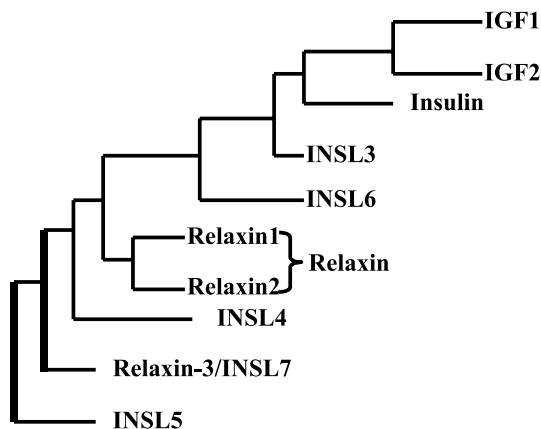 IGF1
IGF2
Insulin
INSL3
INSL6
Relaxin1
Relaxin
Relaxin2
INSL4
Relaxin-3/INSL7
INSL5